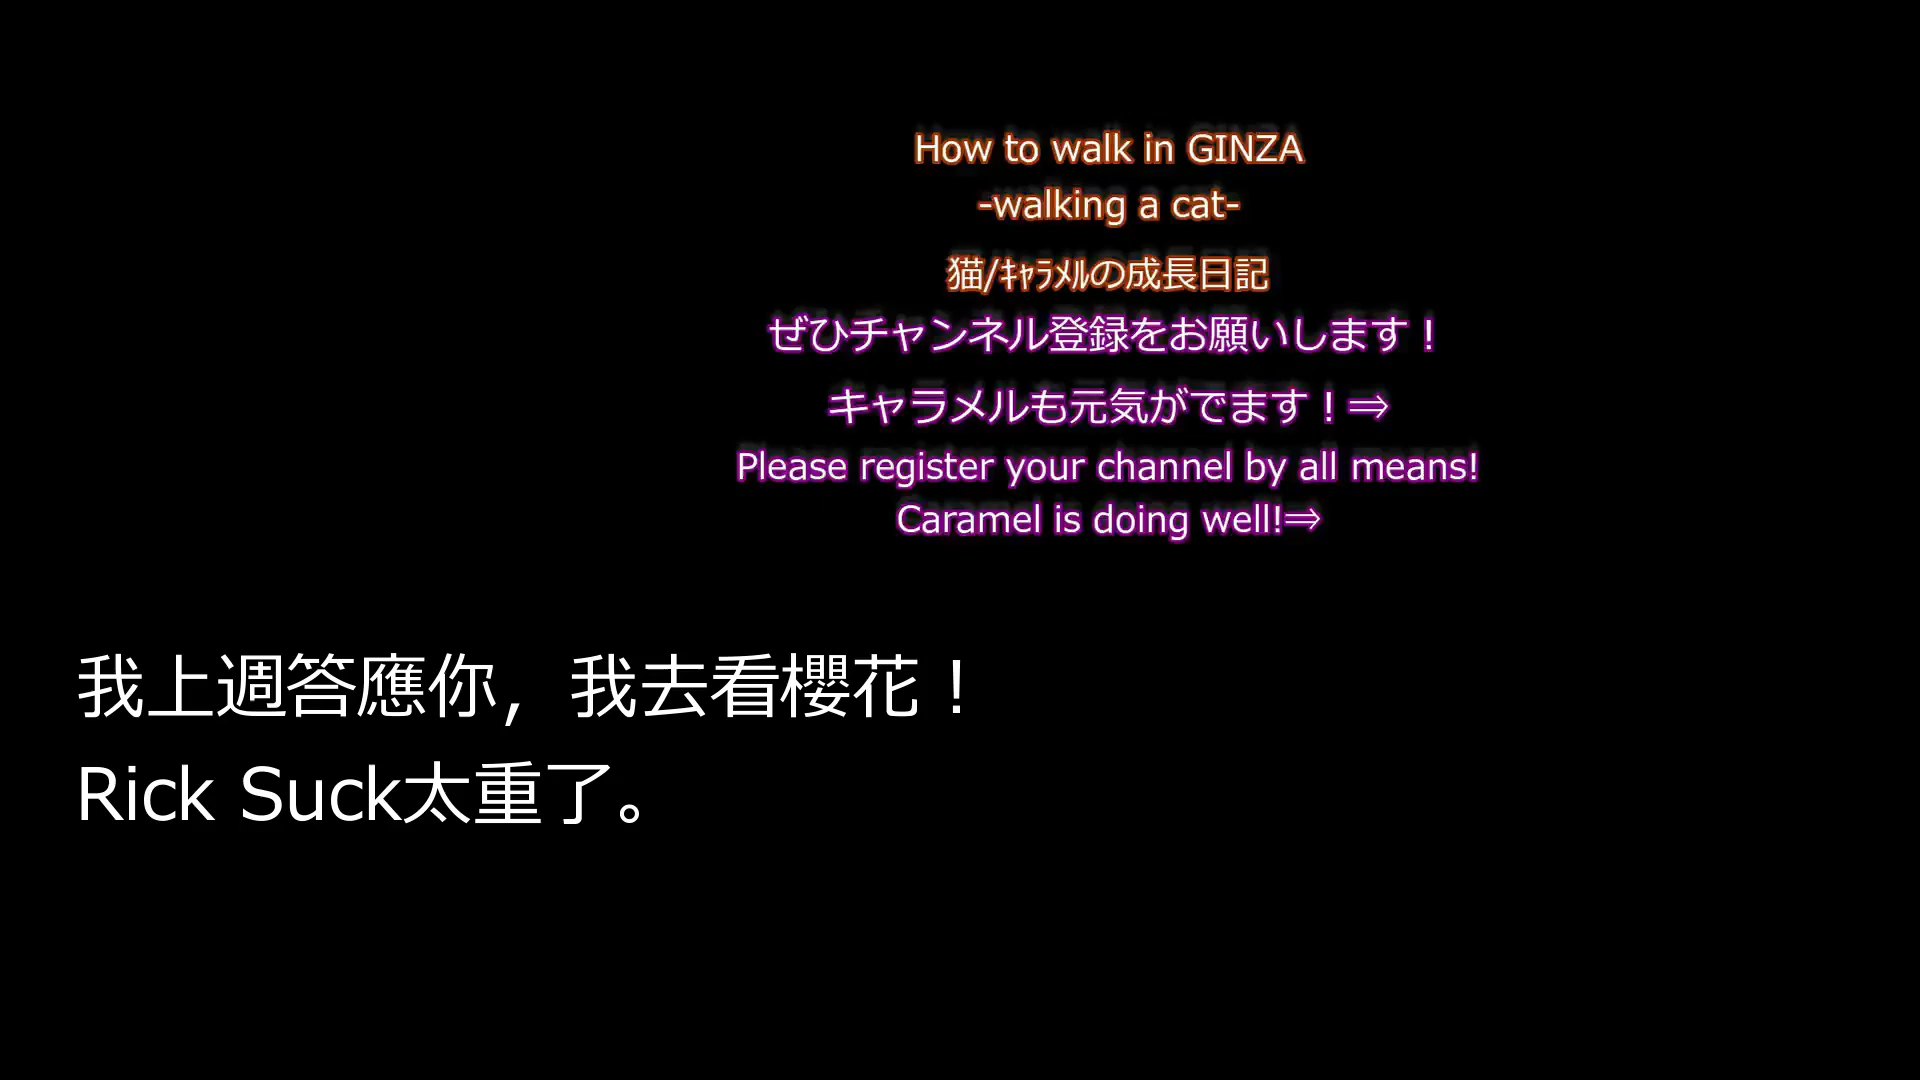 How to walk in GINZA
-walking a cat-
猫/ｷｬﾗﾒﾙの成長日記
ぜひチャンネル登録をお願いします！
キャラメルも元気がでます！⇒
Please register your channel by all means!
Caramel is doing well!⇒
我上週答應你，我去看櫻花！
Rick Suck太重了。